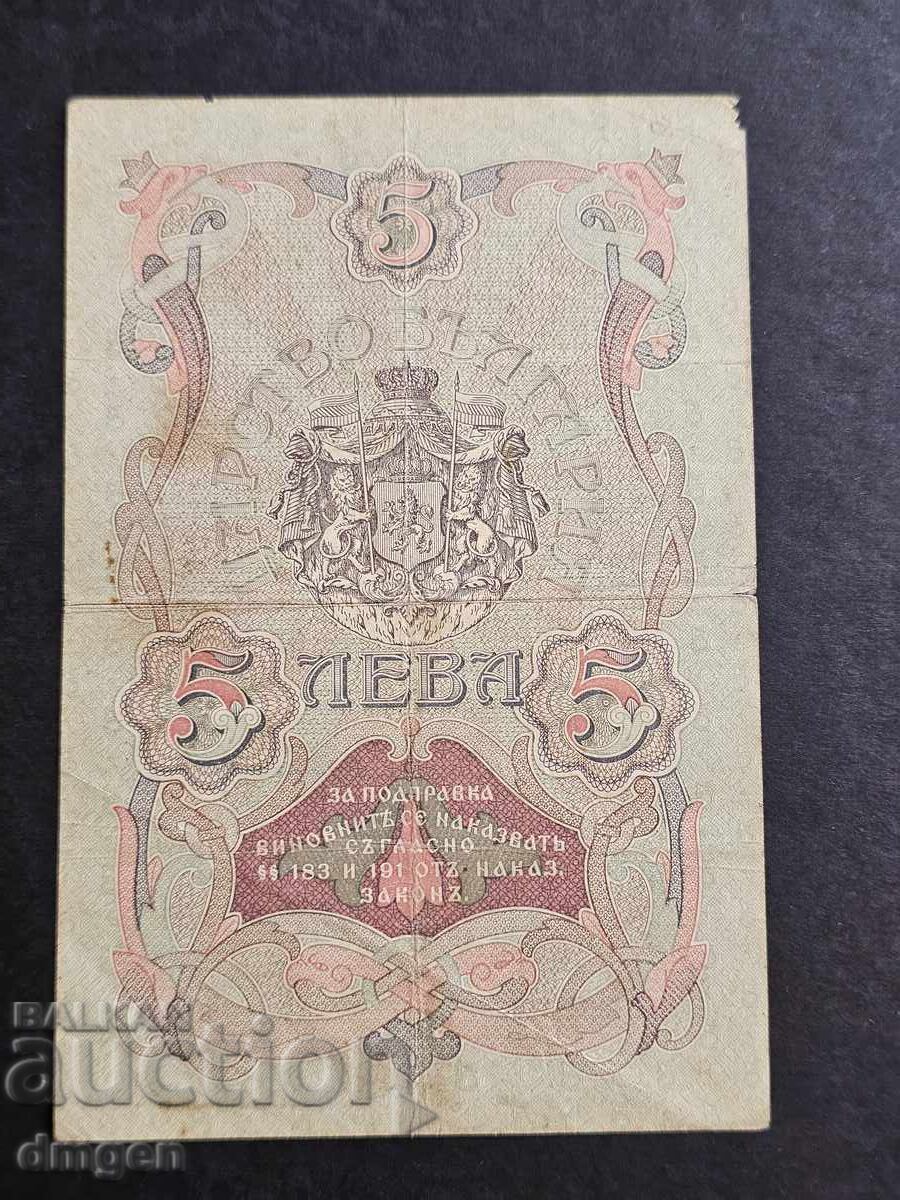 5
ЦАРСТВО БЪЛГАРИЯ
5 ЛЕВА 5
ЗА ПОДПРАВКА
ВИНОВНИТѢ СЕ НАКАЗВАТЪ
СЪГЛАСНО
§§ 183 И 191 ОТЪ НАКАЗ.
ЗАКОНЪ.
BALKAN
auction
dmgen